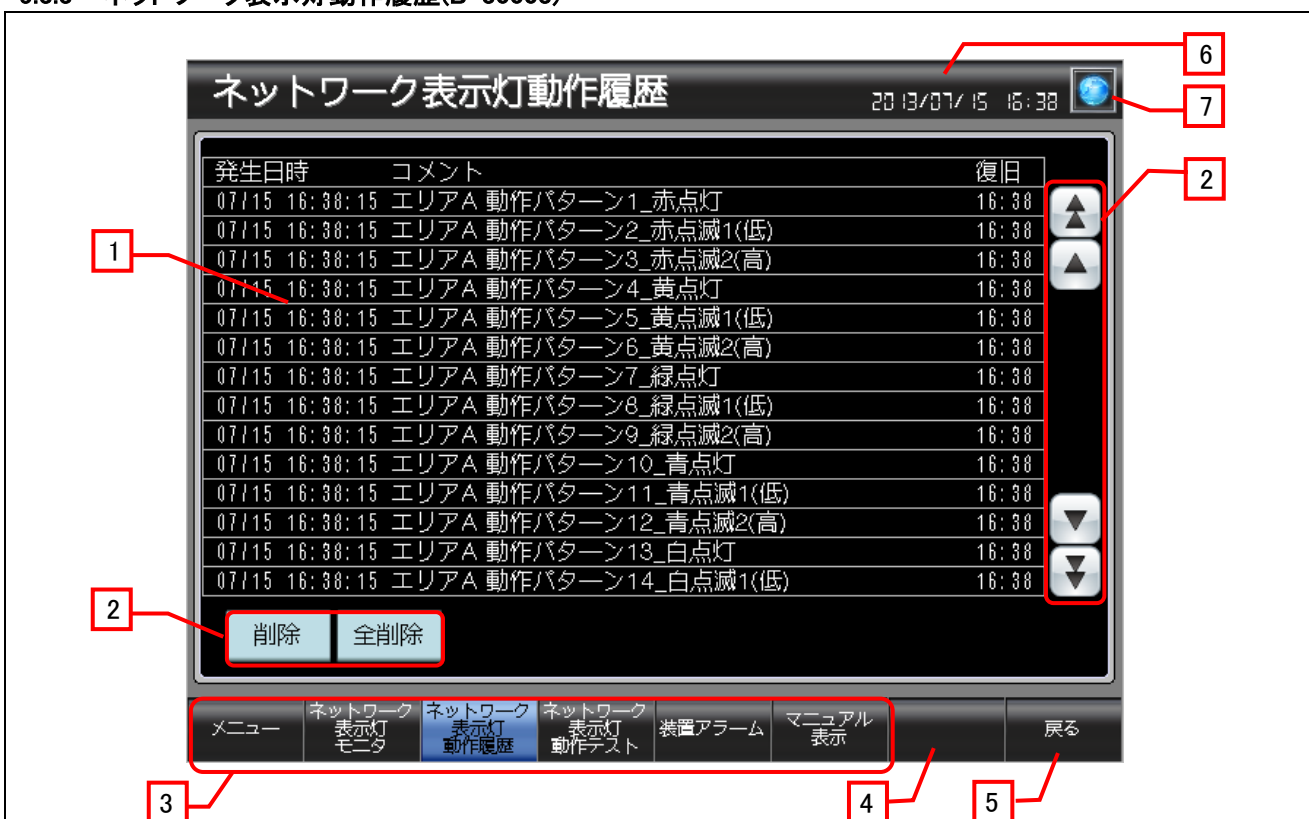 ネットワーク表示灯動作履歴 2013/07/15 16:38
発生日時 コメント 復旧
07/15 16:38:15 エリアA 動作パターン1_赤点灯 16:38
07/15 16:38:15 エリアA 動作パターン2_赤点滅1(低) 16:38
07/15 16:38:15 エリアA 動作パターン3_赤点滅2(高) 16:38
07/15 16:38:15 エリアA 動作パターン4_黄点灯 16:38
07/15 16:38:15 エリアA 動作パターン5_黄点滅1(低) 16:38
07/15 16:38:15 エリアA 動作パターン6_黄点滅2(高) 16:38
07/15 16:38:15 エリアA 動作パターン7_緑点灯 16:38
07/15 16:38:15 エリアA 動作パターン8_緑点滅1(低) 16:38
07/15 16:38:15 エリアA 動作パターン9_緑点滅2(高) 16:38
07/15 16:38:15 エリアA 動作パターン10_青点灯 16:38
07/15 16:38:15 エリアA 動作パターン11_青点滅1(低) 16:38
07/15 16:38:15 エリアA 動作パターン12_青点滅2(高) 16:38
07/15 16:38:15 エリアA 動作パターン13_白点灯 16:38
07/15 16:38:15 エリアA 動作パターン14_白点滅1(低) 16:38
削除 全削除
メニュー
ネットワーク
表示灯
モニタ
ネットワーク
表示灯
動作履歴
ネットワーク
表示灯
動作テスト
装置アラーム
マニュアル
表示
戻る
6
7
2
1
2
3
4
5